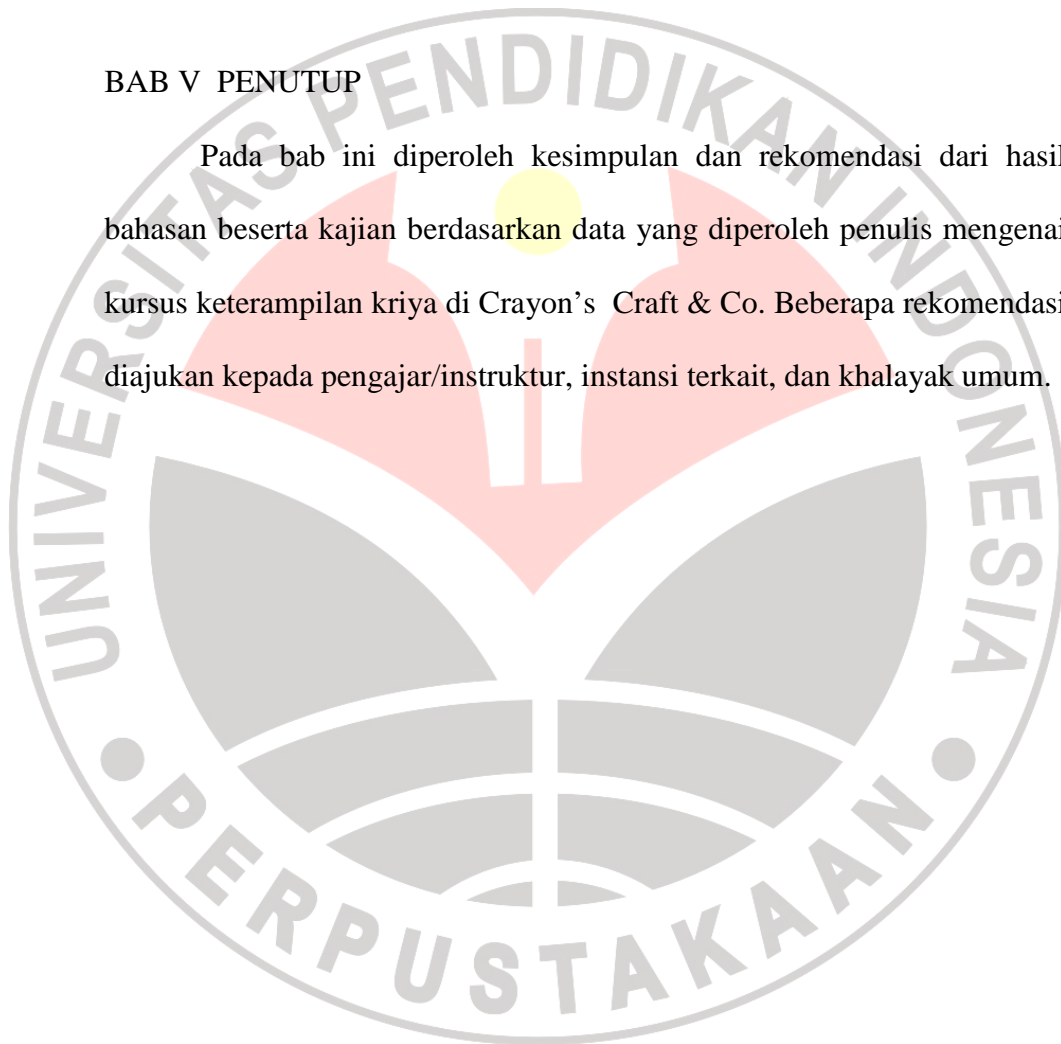 BAB V PENUTUP
Pada bab ini diperoleh kesimpulan dan rekomendasi dari hasil
bahasan beserta kajian berdasarkan data yang diperoleh penulis mengenai
kursus keterampilan kriya di Crayon’s Craft & Co. Beberapa rekomendasi
diajukan kepada pengajar/instruktur, instansi terkait, dan khalayak umum.
UNIVERSITAS PENDIDIKAN INDONESIA
PERPUSTAKAAN